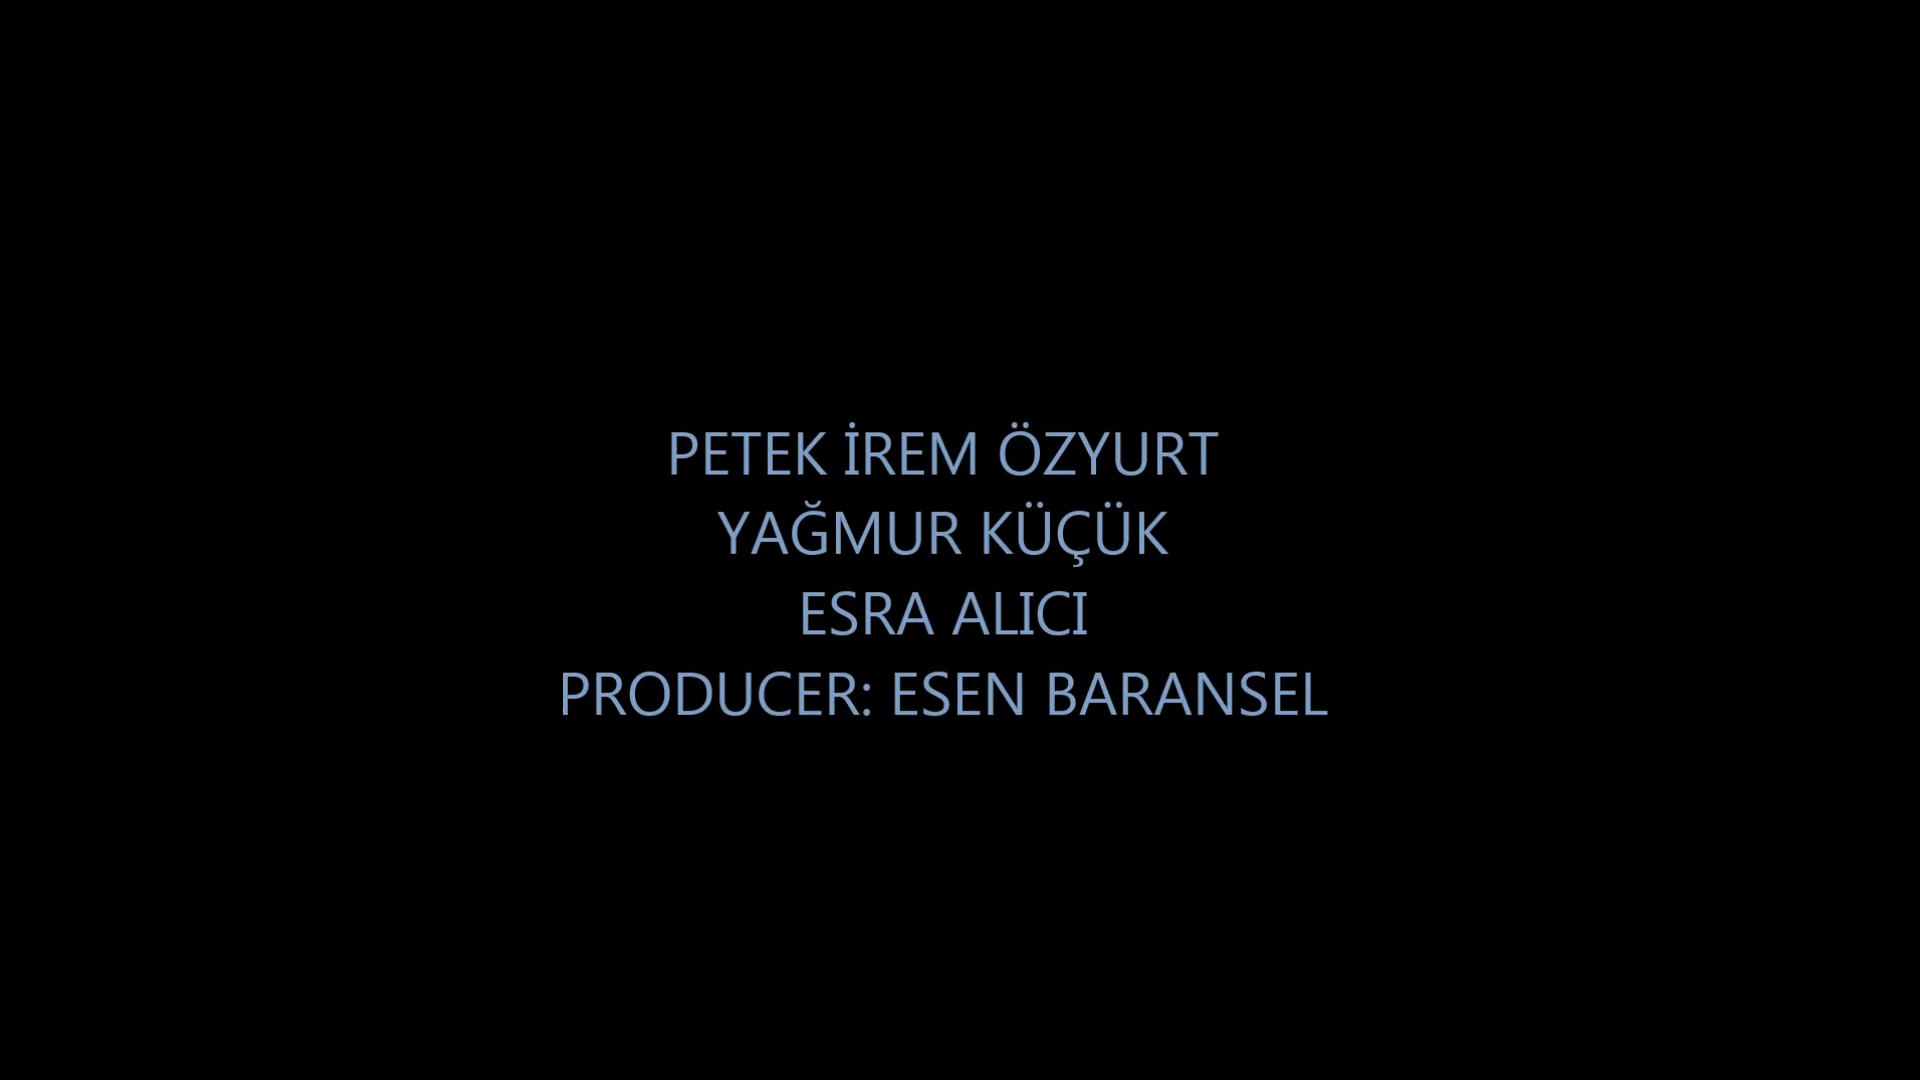 PETEK İREM ÖZYURT
YAĞMUR KÜÇÜK
ESRA ALICI
PRODUCER: ESEN BARANSEL